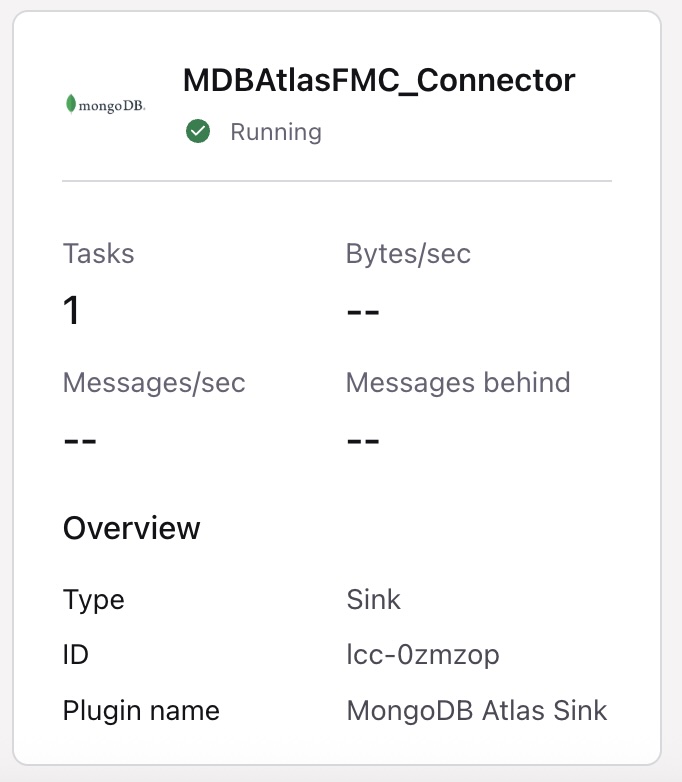 mongoDB.
MDBAtlasFMC_Connector
Running
Tasks
Bytes/sec
1
--
Messages/sec
Messages behind
--
--
Overview
Type
Sink
ID
lcc-0zmzop
Plugin name
MongoDB Atlas Sink